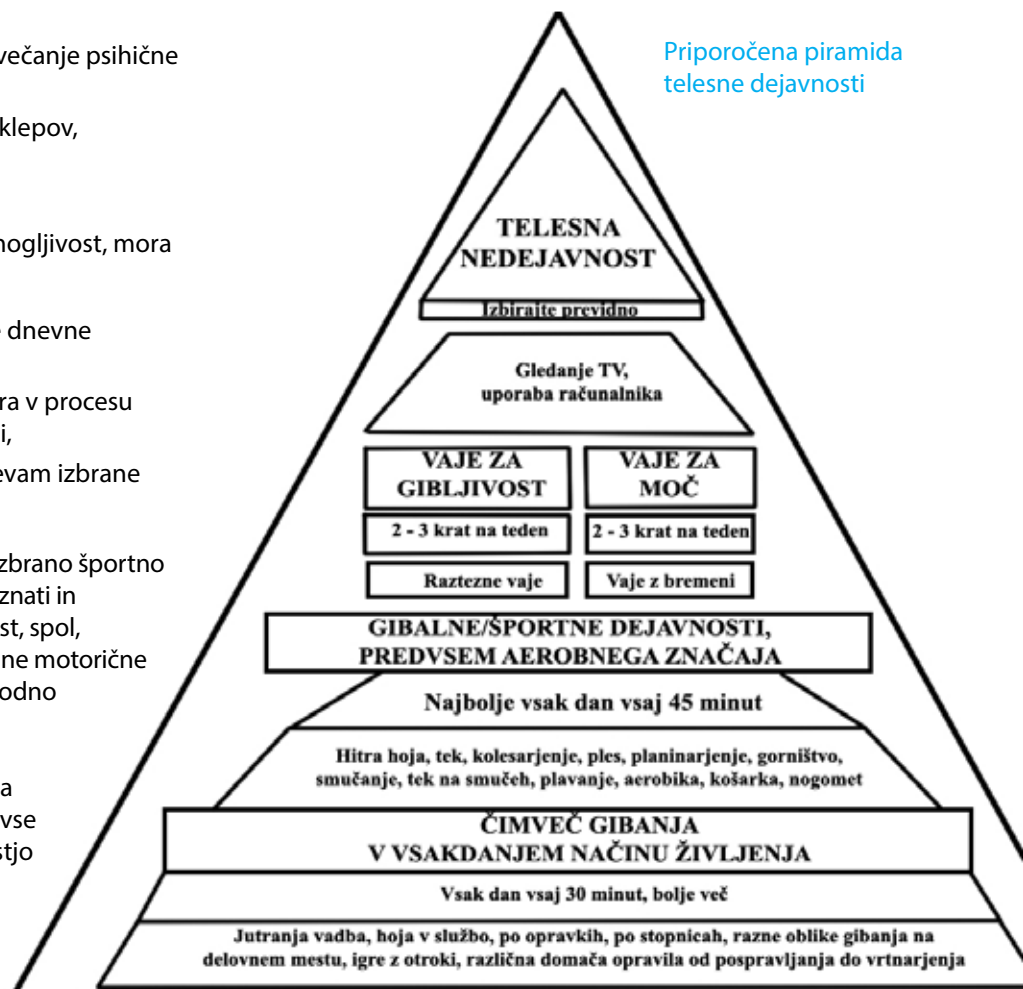 večanje psihične
klepov,
nogljivost, mora
dnevne
ra v procesu
i,
evam izbrane
zbrano športno
znati in
st, spol,
ne motorične
odno
a
vse
stjo
Priporočena piramida
telesne dejavnosti
TELESNA
NEDEJAVNOST
Izbirajte previdno
Gledanje TV,
uporaba računalnika
VAJE ZA
GIBLJIVOST
2 - 3 krat na teden
Raztezne vaje
VAJE ZA
MOČ
2 - 3 krat na teden
Vaje z bremeni
GIBALNE/ŠPORTNE DEJAVNOSTI,
PREDVSEM AEROBNEGA ZNAČAJA
Najbolje vsak dan vsaj 45 minut
Hitra hoja, tek, kolesarjenje, ples, planinarjenje, gorništvo,
smučanje, tek na smučeh, plavanje, aerobika, košarka, nogomet
ČIMVEČ GIBANJA
V VSAKDANJEM NAČINU ŽIVLJENJA
Vsak dan vsaj 30 minut, bolje več
Jutranja vadba, hoja v službo, po opravkih, po stopnicah, razne oblike gibanja na
delovnem mestu, igre z otroki, različna domača opravila od pospravljanja do vrtnarjenja